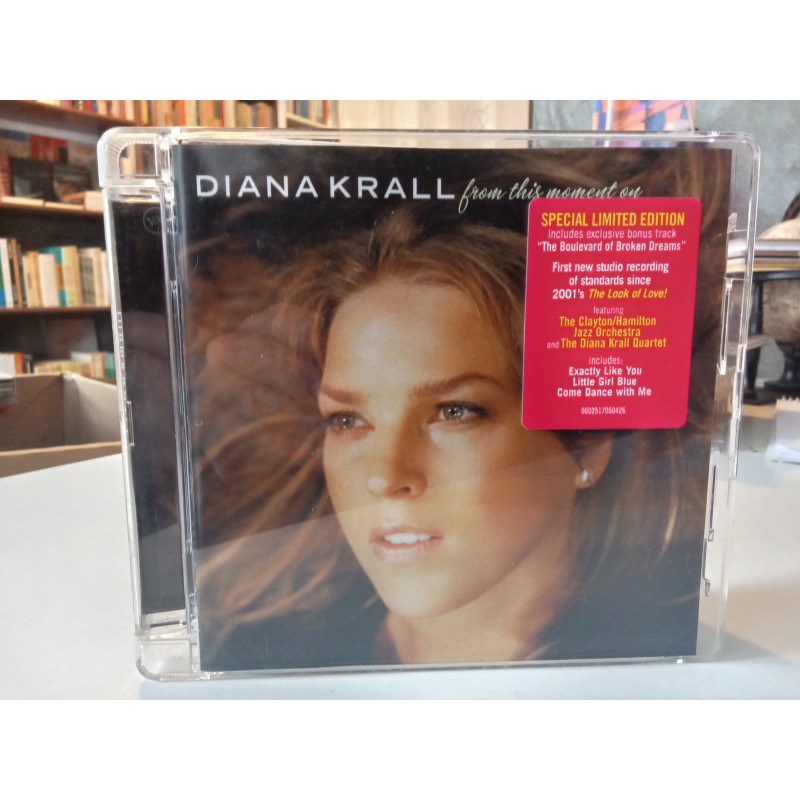 DIANA KRALL from this moment on
SPECIAL LIMITED EDITION
Includes exclusive bonus track
"The Boulevard of Broken Dreams"
First new studio recording
of standards since
2001's The Look of Love!
featuring
The Clayton/Hamilton
Jazz Orchestra
and The Diana Krall Quartet
includes:
Exactly Like You
Little Girl Blue
Come Dance with Me
0602517050426